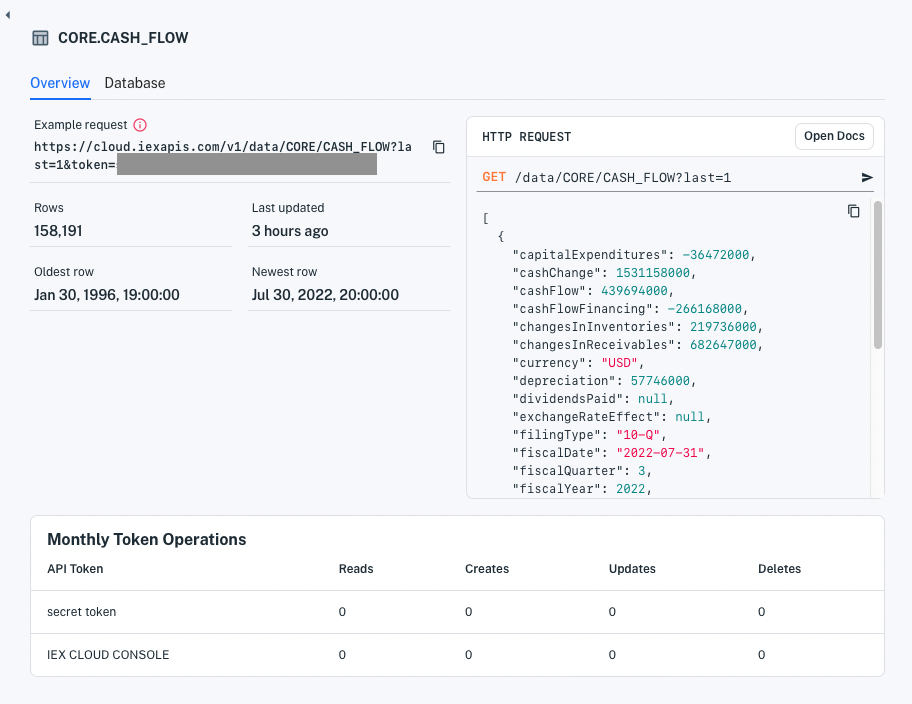 CORE.CASH_FLOW
Overview Database
Example request
https://cloud.iexapis.com/v1/data/CORE/CASH_FLOW?la
st=1&token=
Rows Last updated
158,191 3 hours ago
Oldest row Newest row
Jan 30, 1996, 19:00:00 Jul 30, 2022, 20:00:00
HTTP REQUEST Open Docs
GET /data/CORE/CASH_FLOW?last=1
[
{
"capitalExpenditures": -36472000,
"cashChange": 1531158000,
"cashFlow": 439694000,
"cashFlowFinancing": -266168000,
"changesInInventories": 219736000,
"changesInReceivables": 682647000,
"currency": "USD",
"depreciation": 57746000,
"dividendsPaid": null,
"exchangeRateEffect": null,
"filingType": "10-Q",
"fiscalDate": "2022-07-31",
"fiscalQuarter": 3,
"fiscalYear": 2022,
Monthly Token Operations
API Token Reads Creates Updates Deletes
secret token 0 0 0 0
IEX CLOUD CONSOLE 0 0 0 0